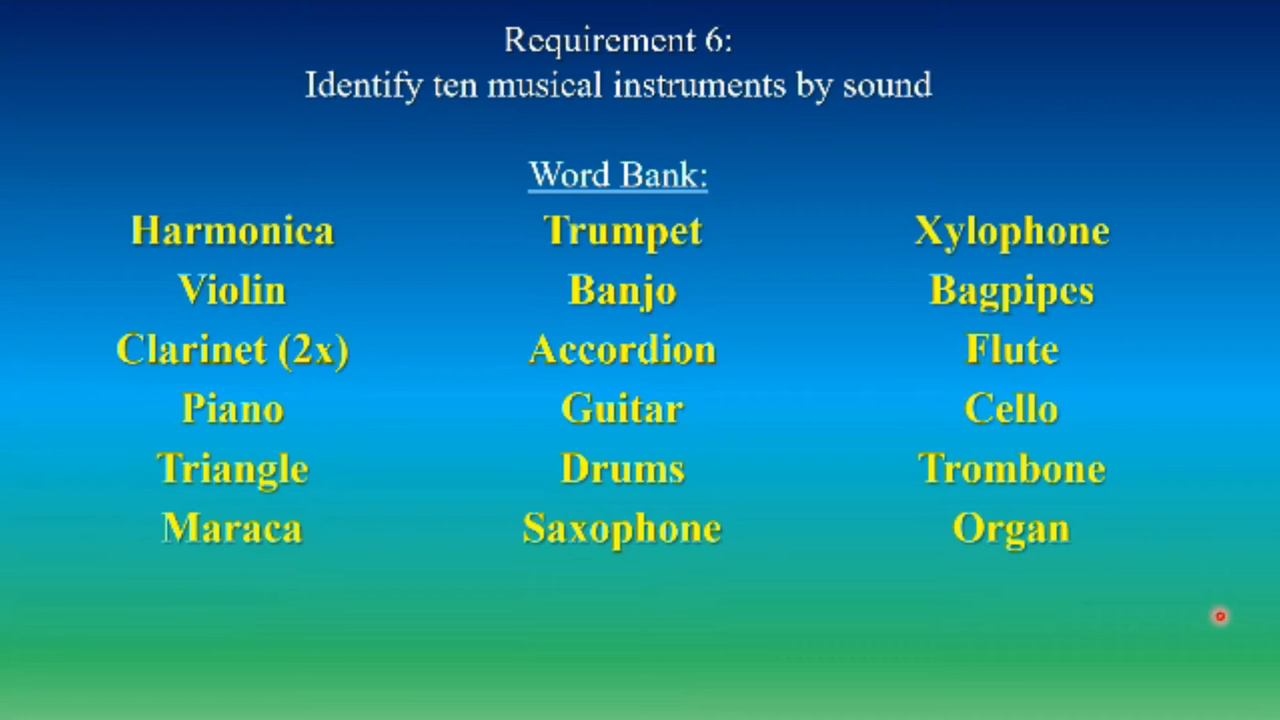 Requirement 6:
Identify ten musical instruments by sound
Word Bank:
Harmonica Trumpet Xylophone
Violin Banjo Bagpipes
Clarinet (2x) Accordion Flute
Piano Guitar Cello
Triangle Drums Trombone
Maraca Saxophone Organ